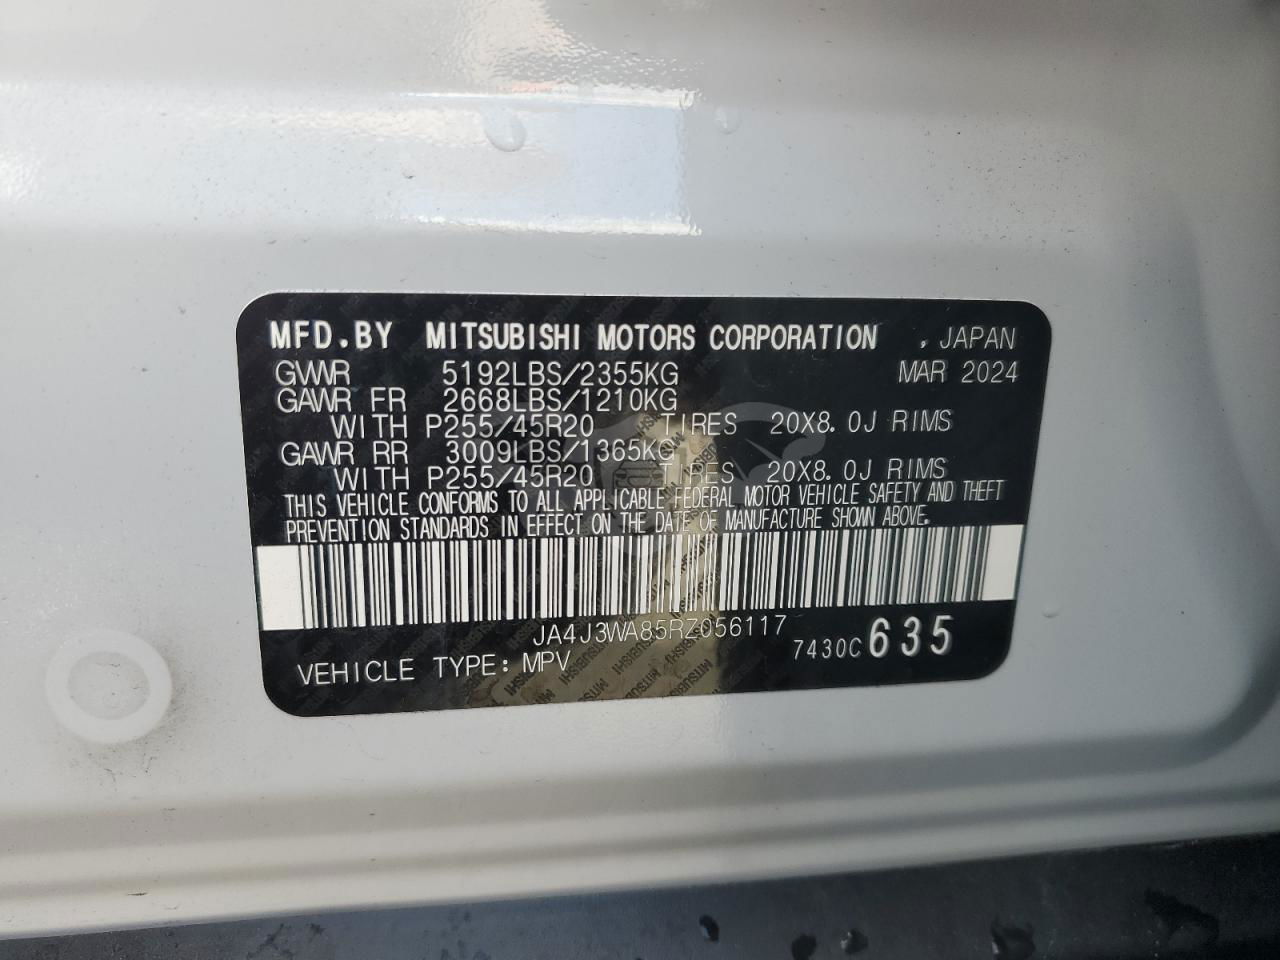 MFD.BY MITSUBISHI MOTORS CORPORATION , JAPAN
GVWR 5192LBS/2355KG MAR 2024
GAWR FR 2668LBS/1210KG
WITH P255/45R20 TIRES 20X8.0J RIMS
GAWR RR 3009LBS/1365KG
WITH P255/45R20 TIRES 20X8.0J RIMS
THIS VEHICLE CONFORMS TO ALL APPLICABLE FEDERAL MOTOR VEHICLE SAFETY AND THEFT
PREVENTION STANDARDS IN EFFECT ON THE DATE OF MANUFACTURE SHOWN ABOVE.
JA4J3WA85RZ056117
VEHICLE TYPE: MPV 7430C 635